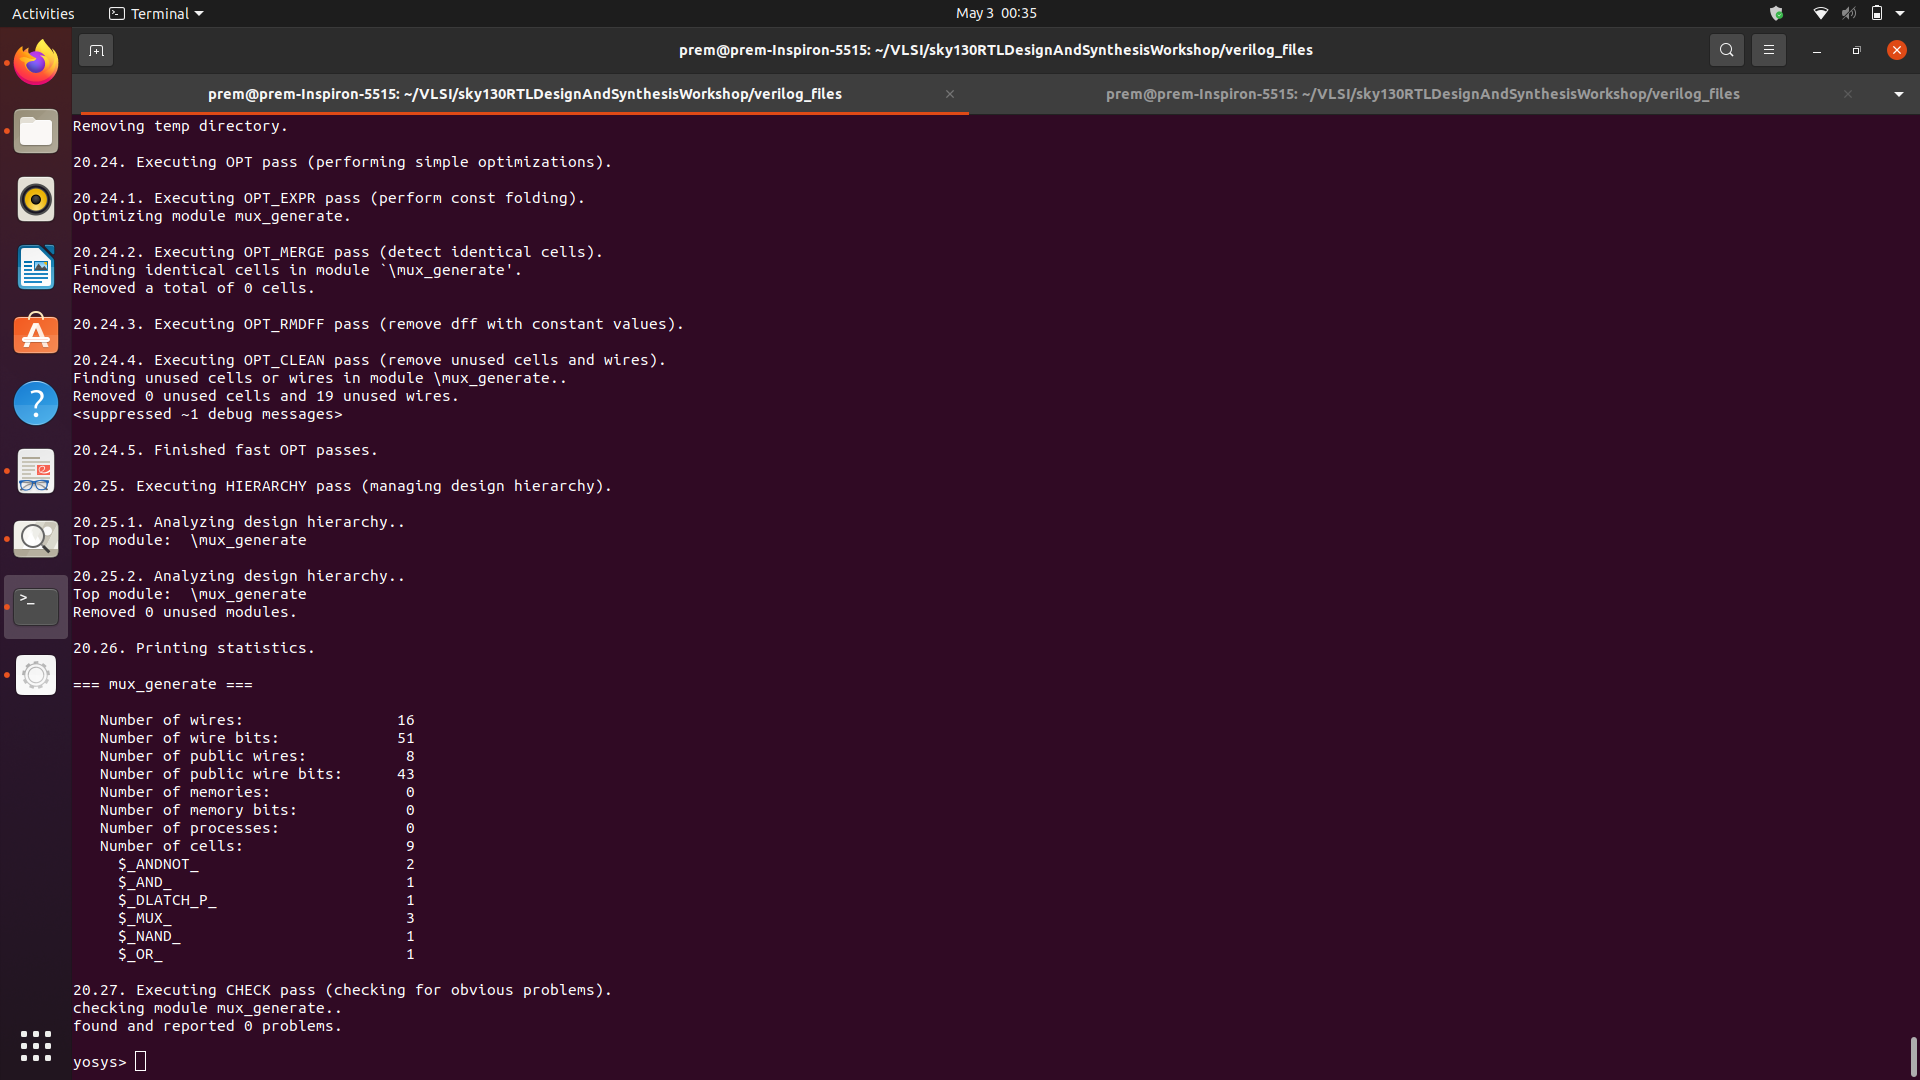 Activities
Terminal
May 3 00:35
prem@prem-Inspiron-5515: ~/VLSI/sky130RTLDesignAndSynthesisWorkshop/verilog_files
prem@prem-Inspiron-5515: ~/VLSI/sky130RTLDesignAndSynthesisWorkshop/verilog_files
prem@prem-Inspiron-5515: ~/VLSI/sky130RTLDesignAndSynthesisWorkshop/verilog_files
Removing temp directory.
20.24. Executing OPT pass (performing simple optimizations).
20.24.1. Executing OPT_EXPR pass (perform const folding).
Optimizing module mux_generate.
20.24.2. Executing OPT_MERGE pass (detect identical cells).
Finding identical cells in module `\mux_generate'.
Removed a total of 0 cells.
20.24.3. Executing OPT_RMDFF pass (remove dff with constant values).
20.24.4. Executing OPT_CLEAN pass (remove unused cells and wires).
Finding unused cells or wires in module \mux_generate..
Removed 0 unused cells and 19 unused wires.
<suppressed ~1 debug messages>
20.24.5. Finished fast OPT passes.
20.25. Executing HIERARCHY pass (managing design hierarchy).
20.25.1. Analyzing design hierarchy..
Top module:  \mux_generate
20.25.2. Analyzing design hierarchy..
Top module:  \mux_generate
Removed 0 unused modules.
20.26. Printing statistics.
=== mux_generate ===
Number of wires: 16
Number of wire bits: 51
Number of public wires: 8
Number of public wire bits: 43
Number of memories: 0
Number of memory bits: 0
Number of processes: 0
Number of cells: 9
$_ANDNOT_ 2
$_AND_ 1
$_DLATCH_P_ 1
$_MUX_ 3
$_NAND_ 1
$_OR_ 1
20.27. Executing CHECK pass (checking for obvious problems).
checking module mux_generate..
found and reported 0 problems.
yosys>